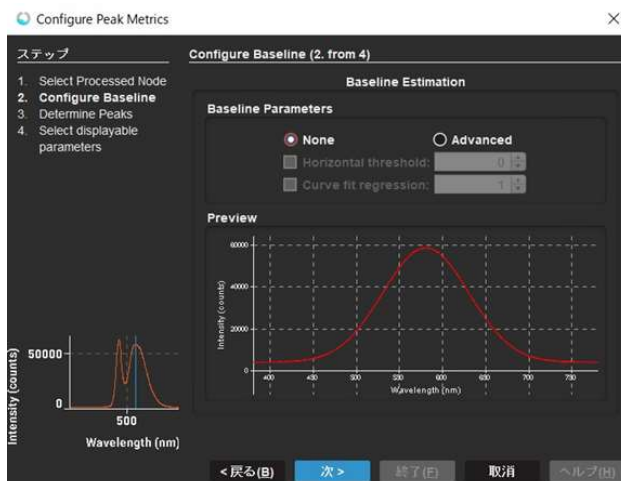 Configure Peak Metrics
ステップ
1. Select Processed Node
2. Configure Baseline
3. Determine Peaks
4. Select displayable
parameters
Configure Baseline (2. from 4)
Baseline Estimation
Baseline Parameters
None
Advanced
Horizontal threshold:
0
Curve fit regression:
1
Preview
60000
40000
20000
0
Intensity (counts)
400
450
500
600
700
Wavelength (nm)
50000
0
Intensity (counts)
500
Wavelength (nm)
<戻る(B)
次 >
終了(F)
取消
ヘルプ(H)